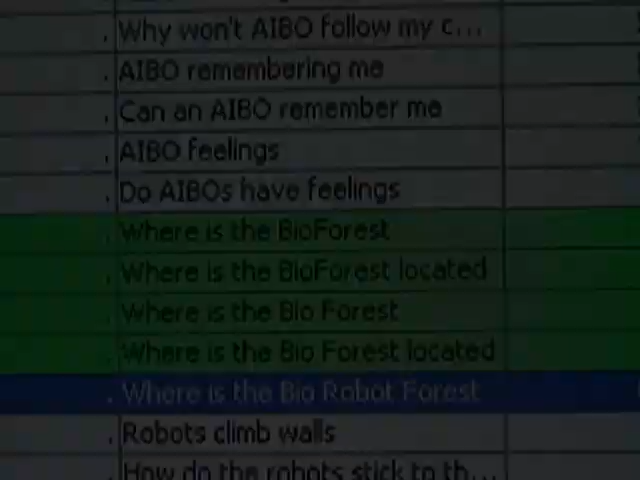 Why won't AIBO follow my c...
AIBO remembering me
Can an AIBO remember me
AIBO feelings
Do AIBOs have feelings
Where is the BioForest
Where is the BioForest located
Where is the Bio Forest
Where is the Bio Forest located
Where is the Bio Robot Forest
Robots climb walls
How do the robots stick to th...